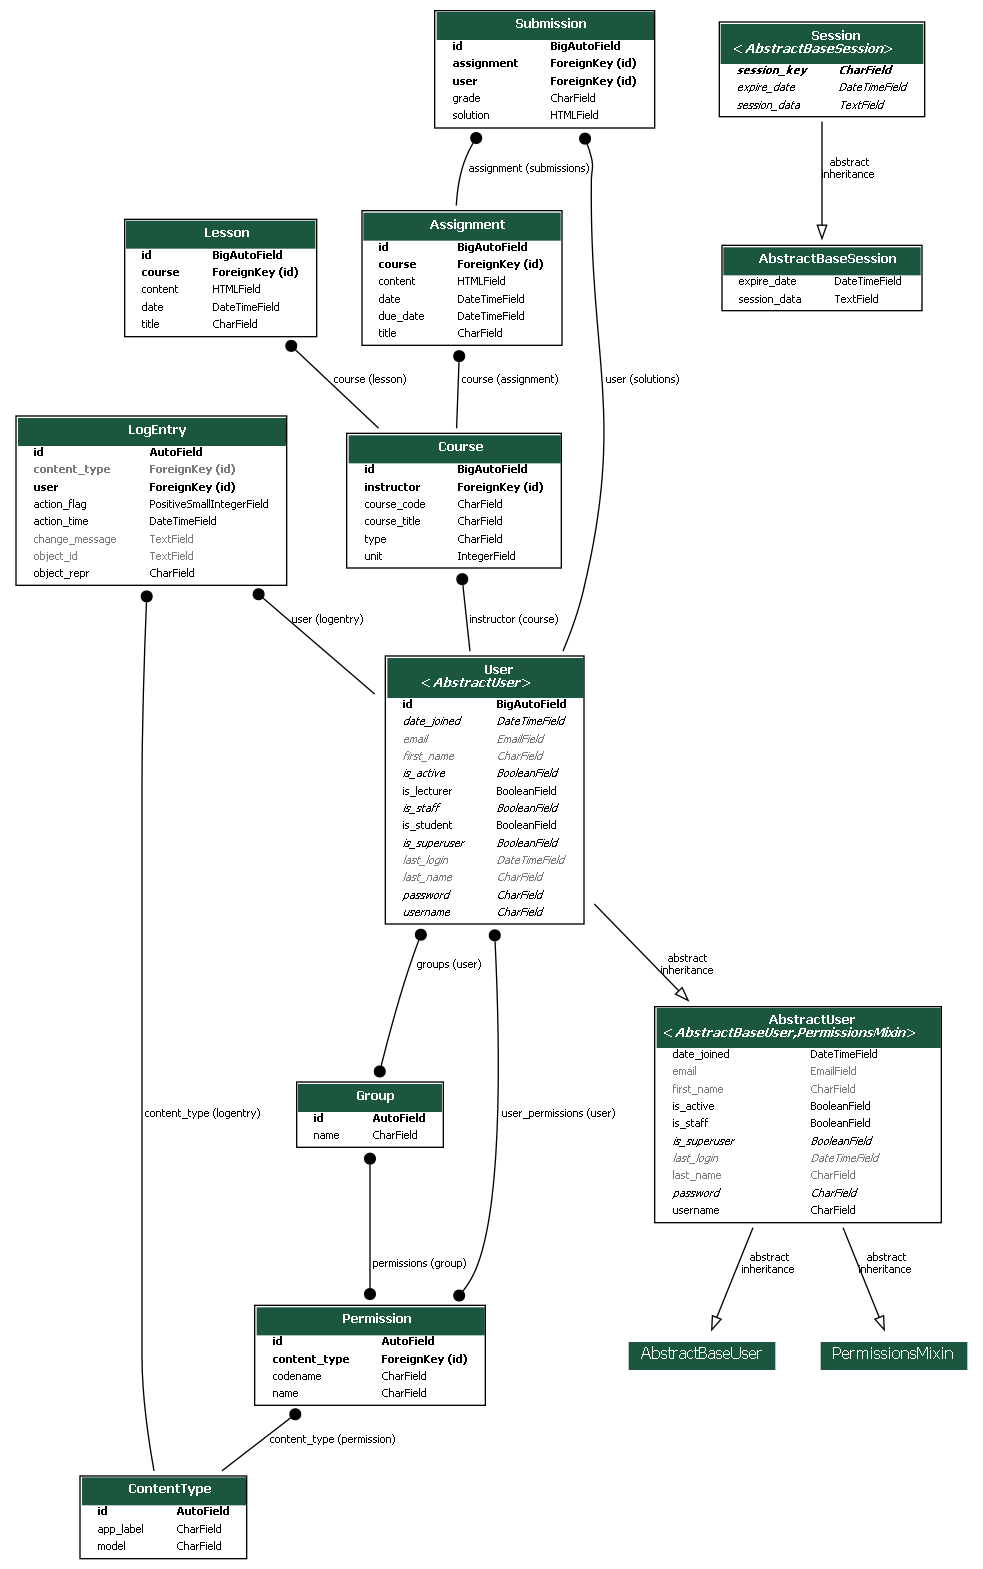 Submission
id BigAutoField
assignment ForeignKey (id)
user ForeignKey (id)
grade CharField
solution HTMLField
Session
<AbstractBaseSession>
session_key CharField
expire_date DateTimeField
session_data TextField
assignment (submissions)
abstract
inheritance
Lesson
id BigAutoField
course ForeignKey (id)
content HTMLField
date DateTimeField
title CharField
Assignment
id BigAutoField
course ForeignKey (id)
content HTMLField
date DateTimeField
due_date DateTimeField
title CharField
AbstractBaseSession
expire_date DateTimeField
session_data TextField
course (lesson)
course (assignment)
user (solutions)
LogEntry
id AutoField
content_type ForeignKey (id)
user ForeignKey (id)
action_flag PositiveSmallIntegerField
action_time DateTimeField
change_message TextField
object_id TextField
object_repr CharField
Course
id BigAutoField
instructor ForeignKey (id)
course_code CharField
course_title CharField
type CharField
unit IntegerField
user (logentry)
instructor (course)
User
<AbstractUser>
id BigAutoField
date_joined DateTimeField
email EmailField
first_name CharField
is_active BooleanField
is_lecturer BooleanField
is_staff BooleanField
is_student BooleanField
is_superuser BooleanField
last_login DateTimeField
last_name CharField
password CharField
username CharField
groups (user)
abstract
inheritance
AbstractUser
<AbstractBaseUser,PermissionsMixin>
date_joined DateTimeField
email EmailField
first_name CharField
is_active BooleanField
is_staff BooleanField
is_superuser BooleanField
last_login DateTimeField
last_name CharField
password CharField
username CharField
Group
id AutoField
name CharField
content_type (logentry)
user_permissions (user)
permissions (group)
abstract
inheritance
abstract
inheritance
Permission
id AutoField
content_type ForeignKey (id)
codename CharField
name CharField
AbstractBaseUser
PermissionsMixin
content_type (permission)
ContentType
id AutoField
app_label CharField
model CharField